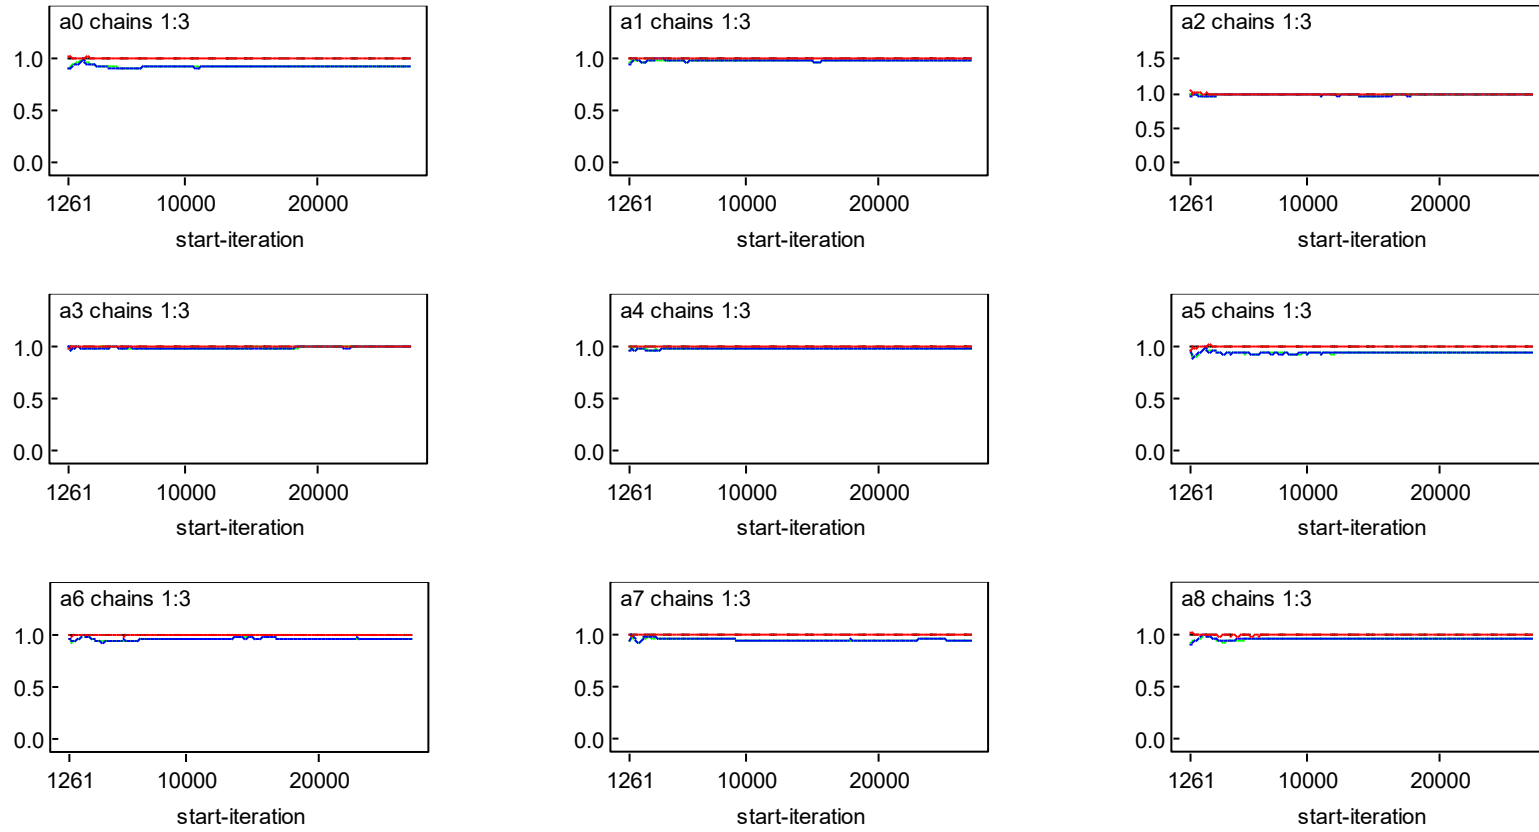 a0 chains 1:3
1.0
0.5
0.0
1261 10000 20000
start-iteration
a1 chains 1:3
1.0
0.5
0.0
1261 10000 20000
start-iteration
a2 chains 1:3
1.5
1.0
0.5
0.0
1261 10000 20000
start-iteration
a3 chains 1:3
1.0
0.5
0.0
1261 10000 20000
start-iteration
a4 chains 1:3
1.0
0.5
0.0
1261 10000 20000
start-iteration
a5 chains 1:3
1.0
0.5
0.0
1261 10000 20000
start-iteration
a6 chains 1:3
1.0
0.5
0.0
1261 10000 20000
start-iteration
a7 chains 1:3
1.0
0.5
0.0
1261 10000 20000
start-iteration
a8 chains 1:3
1.0
0.5
0.0
1261 10000 20000
start-iteration